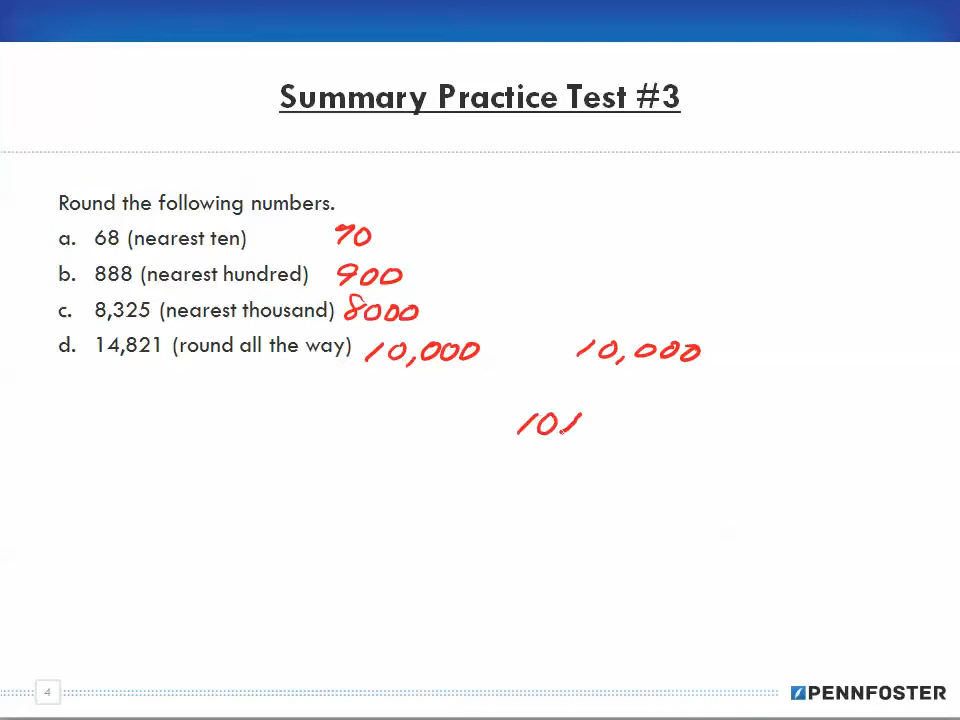 Summary Practice Test #3
Round the following numbers.
a. 68 (nearest ten) 70
b. 888 (nearest hundred) 900
c. 8,325 (nearest thousand) 8000
d. 14,821 (round all the way) 10,000 10,000
101
4
PENNFOSTER